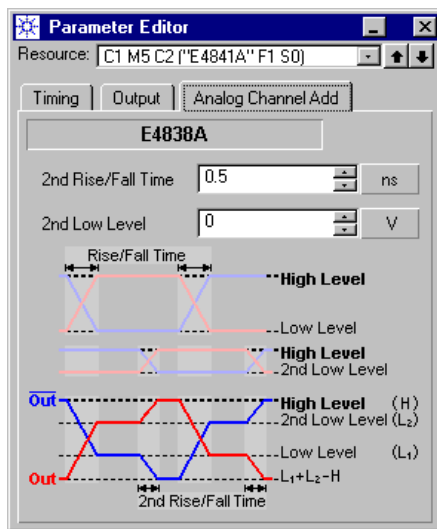 Parameter Editor
Resource: C1 M5 C2 ("E4841A" F1 S0)
Timing Output Analog Channel Add
E4838A
2nd Rise/Fall Time 0.5 ns
2nd Low Level 0 V
Rise/Fall Time
High Level
Low Level
High Level
2nd Low Level
Out High Level (H)
2nd Low Level (L₂)
Low Level (L₁)
Out L₁+L₂-H
2nd Rise/Fall Time